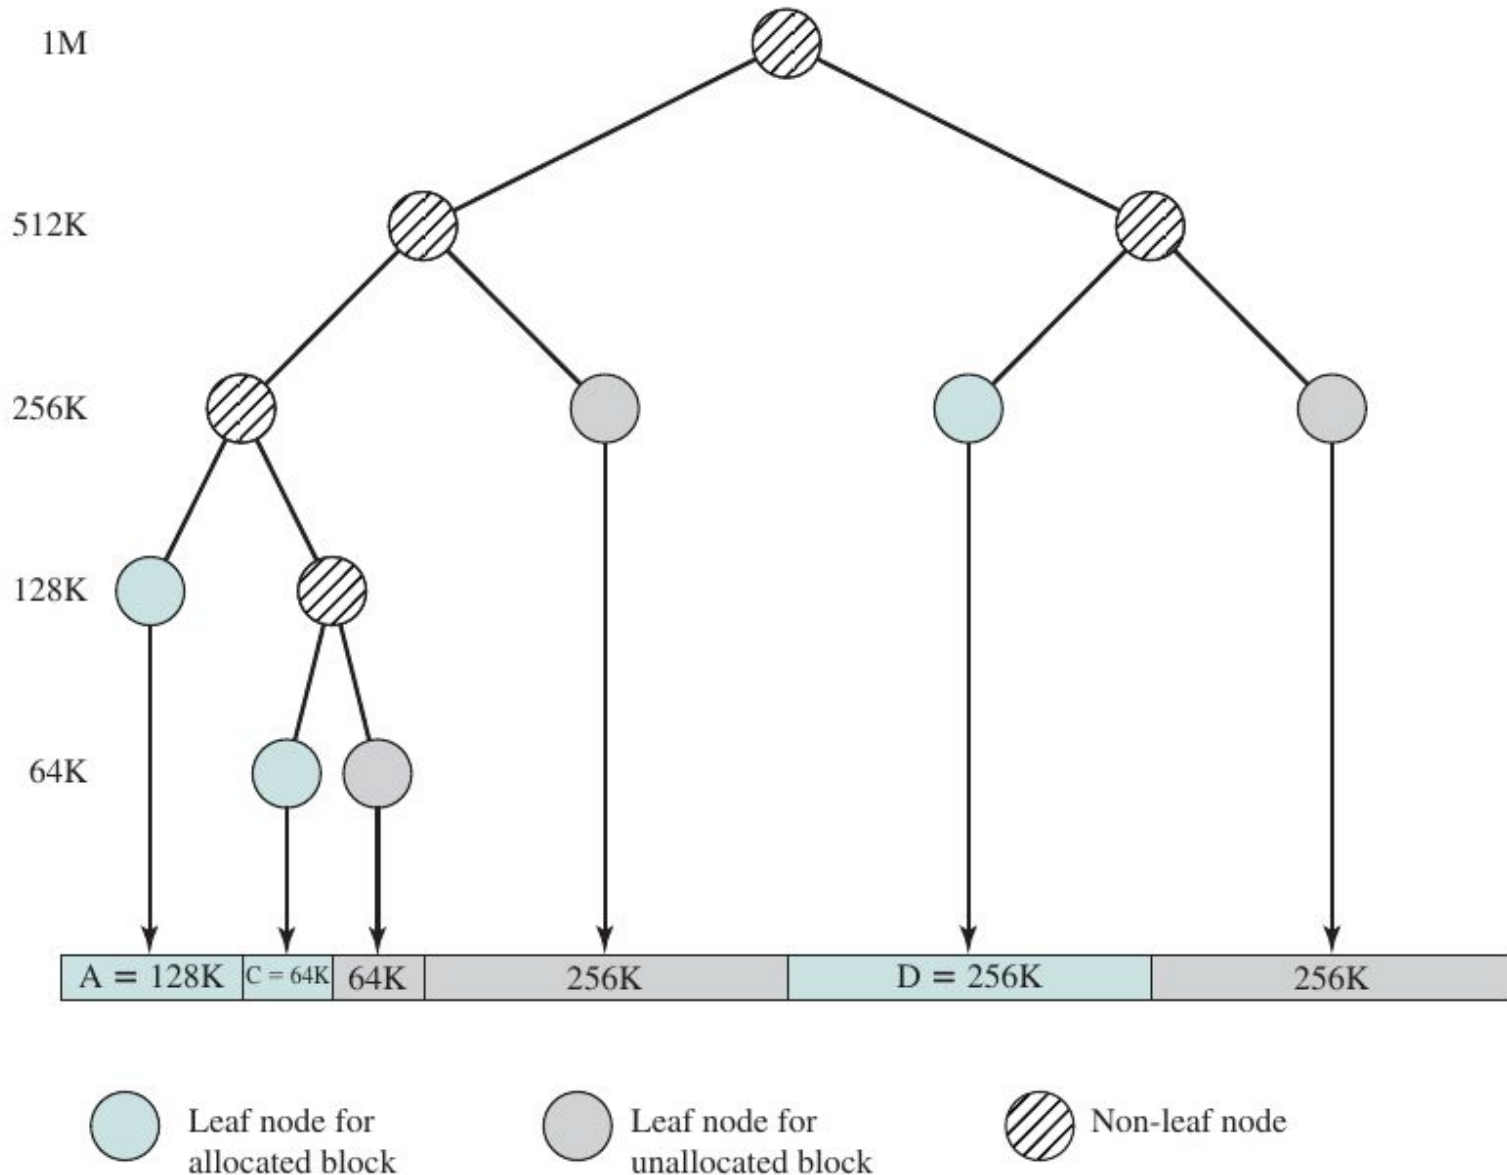 1M
512K
256K
128K
64K
A = 128K C = 64K 64K 256K D = 256K 256K
Leaf node for
allocated block
Leaf node for
unallocated block
Non-leaf node